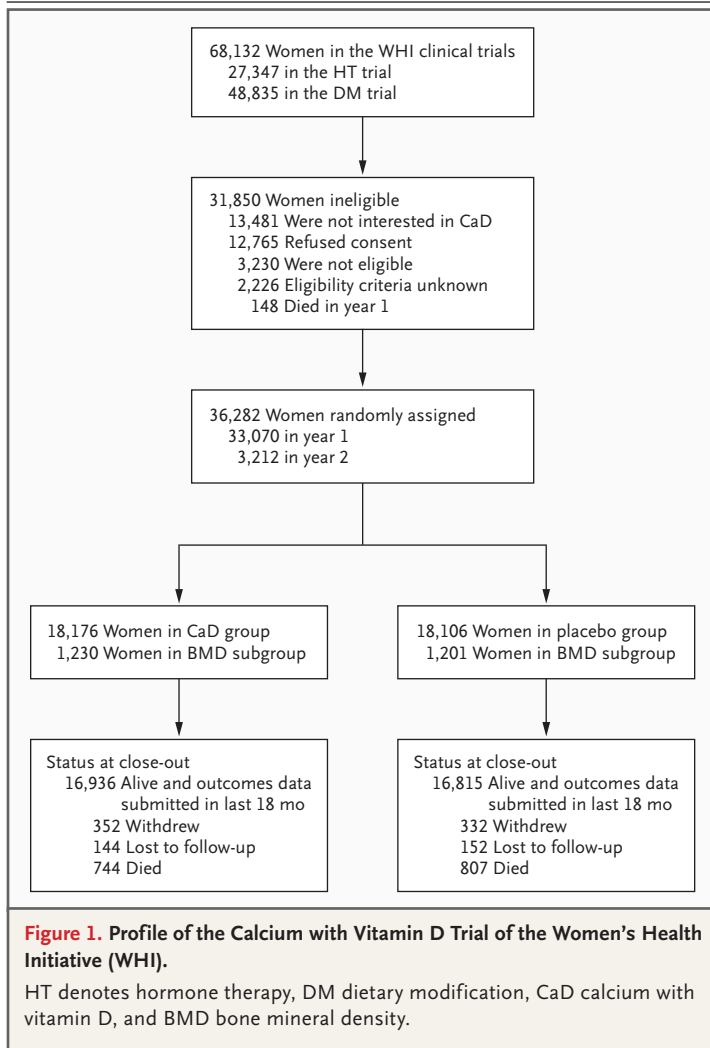 68,132 Women in the WHI clinical trials
27,347 in the HT trial
48,835 in the DM trial
31,850 Women ineligible
13,481 Were not interested in CaD
12,765 Refused consent
3,230 Were not eligible
2,226 Eligibility criteria unknown
148 Died in year 1
36,282 Women randomly assigned
33,070 in year 1
3,212 in year 2
18,176 Women in CaD group
1,230 Women in BMD subgroup
18,106 Women in placebo group
1,201 Women in BMD subgroup
Status at close-out
16,936 Alive and outcomes data
submitted in last 18 mo
352 Withdrew
144 Lost to follow-up
744 Died
Status at close-out
16,815 Alive and outcomes data
submitted in last 18 mo
332 Withdrew
152 Lost to follow-up
807 Died
Figure 1. Profile of the Calcium with Vitamin D Trial of the Women's Health
Initiative (WHI).
HT denotes hormone therapy, DM dietary modification, CaD calcium with
vitamin D, and BMD bone mineral density.